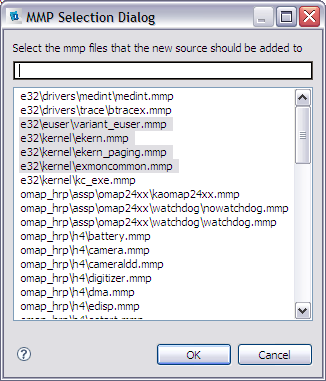 MMP Selection Dialog
Select the mmp files that the new source should be added to
e32\drivers\medint\medint.mmp
e32\drivers\trace\btracex.mmp
e32\euser\variant_euser.mmp
e32\kernel\ekern.mmp
e32\kernel\ekern_paging.mmp
e32\kernel\exmoncommon.mmp
e32\kernel\kc_exe.mmp
omap_hrp\assp\omap24xx\kaomap24xx.mmp
omap_hrp\assp\omap24xx\watchdog\nowatchdog.mmp
omap_hrp\assp\omap24xx\watchdog\watchdog.mmp
omap_hrp\h4\battery.mmp
omap_hrp\h4\camera.mmp
omap_hrp\h4\cameraldd.mmp
omap_hrp\h4\digitizer.mmp
omap_hrp\h4\dma.mmp
omap_hrp\h4\edisp.mmp
?
OK
Cancel